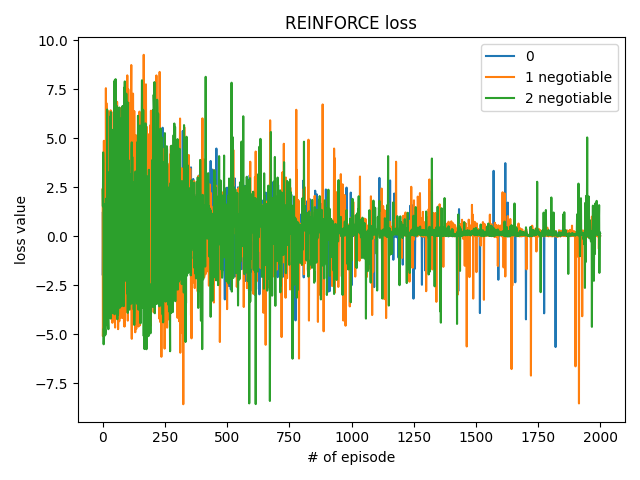 REINFORCE loss
10.0
7.5
5.0
2.5
0.0
−2.5
−5.0
−7.5
loss value
0
1 negotiable
2 negotiable
0 250 500 750 1000 1250 1500 1750 2000
# of episode